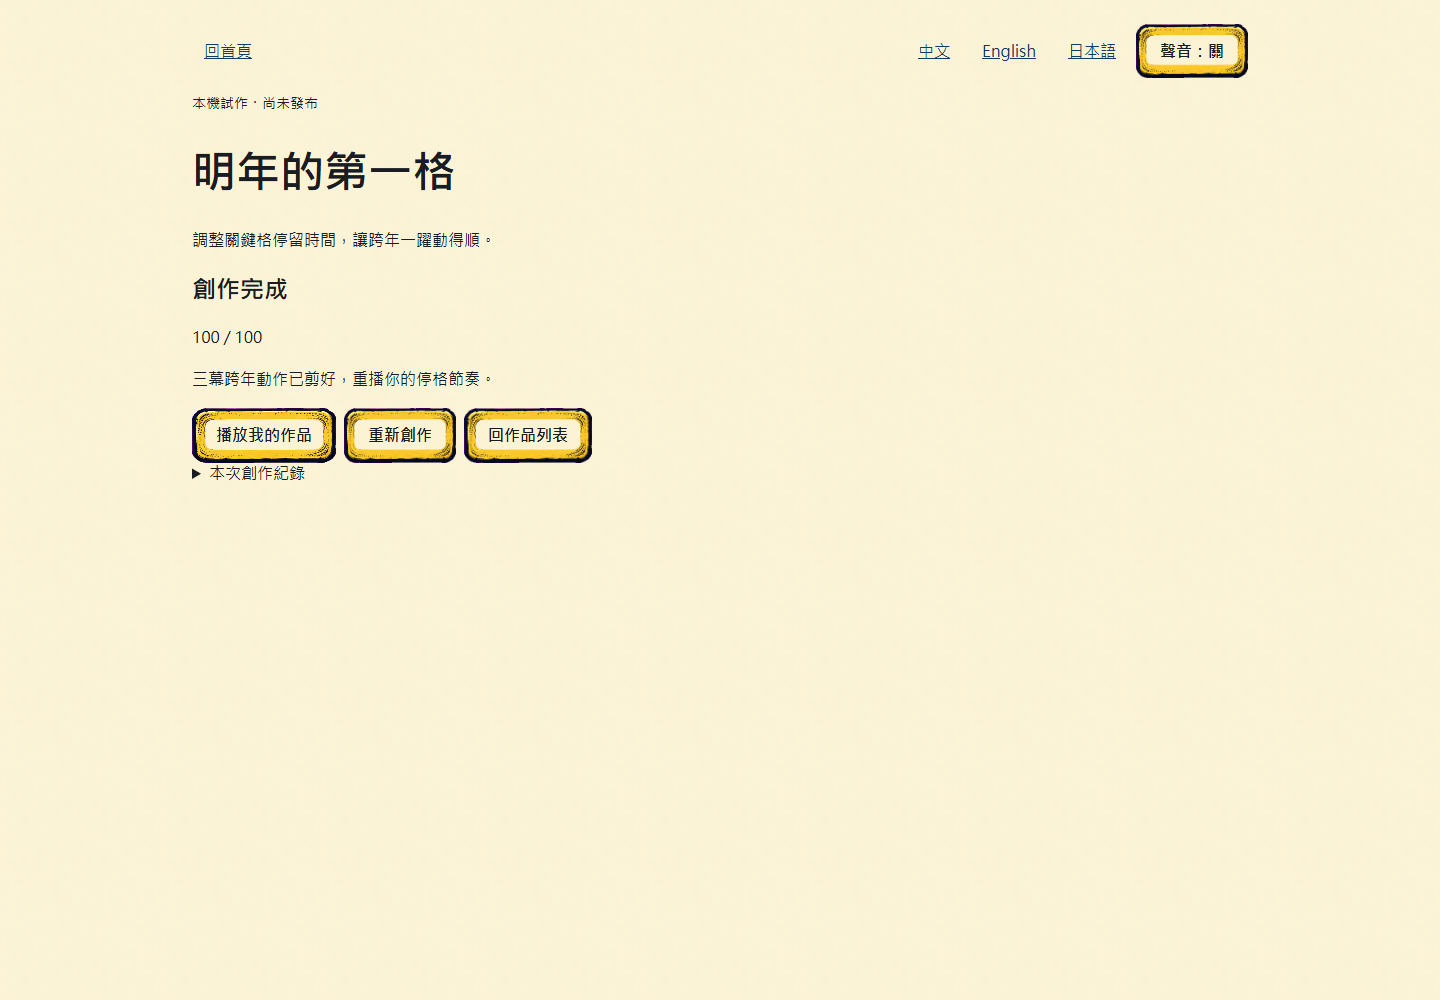 回首頁
中文 English 日本語 聲音：關
本機試作・尚未發布
明年的第一格
調整關鍵格停留時間，讓跨年一躍動得順。
創作完成
100 / 100
三幕跨年動作已剪好，重播你的停格節奏。
播放我的作品 重新創作 回作品列表
本次創作紀錄